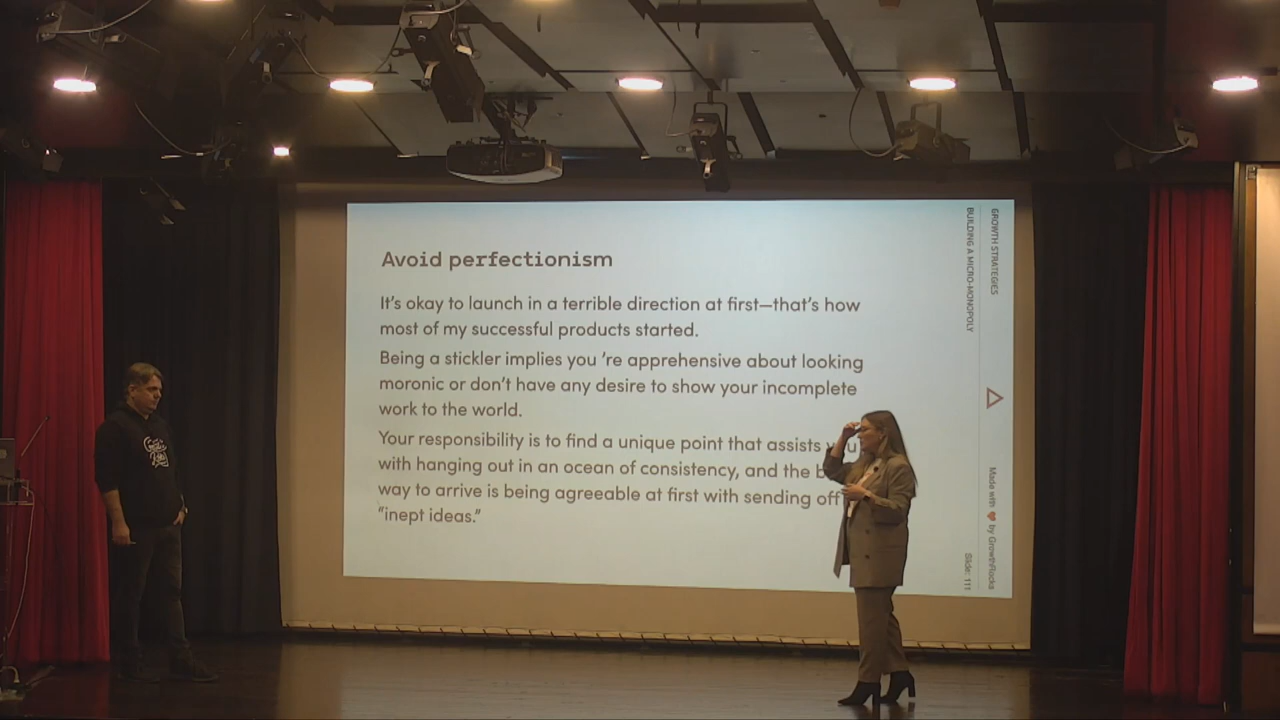 Avoid perfectionism
It's okay to launch in a terrible direction at first—that's how
most of my successful products started.
Being a stickler implies you 're apprehensive about looking
moronic or don't have any desire to show your incomplete
work to the world.
Your responsibility is to find a unique point that assists
with hanging out in an ocean of consistency, and the
way to arrive is being agreeable at first with sending off
"inept ideas."
GROWTH STRATEGIES
BUILDING A MICRO-MONOPOLY
Made with ❤ by GrowthRocks
Slide: 111